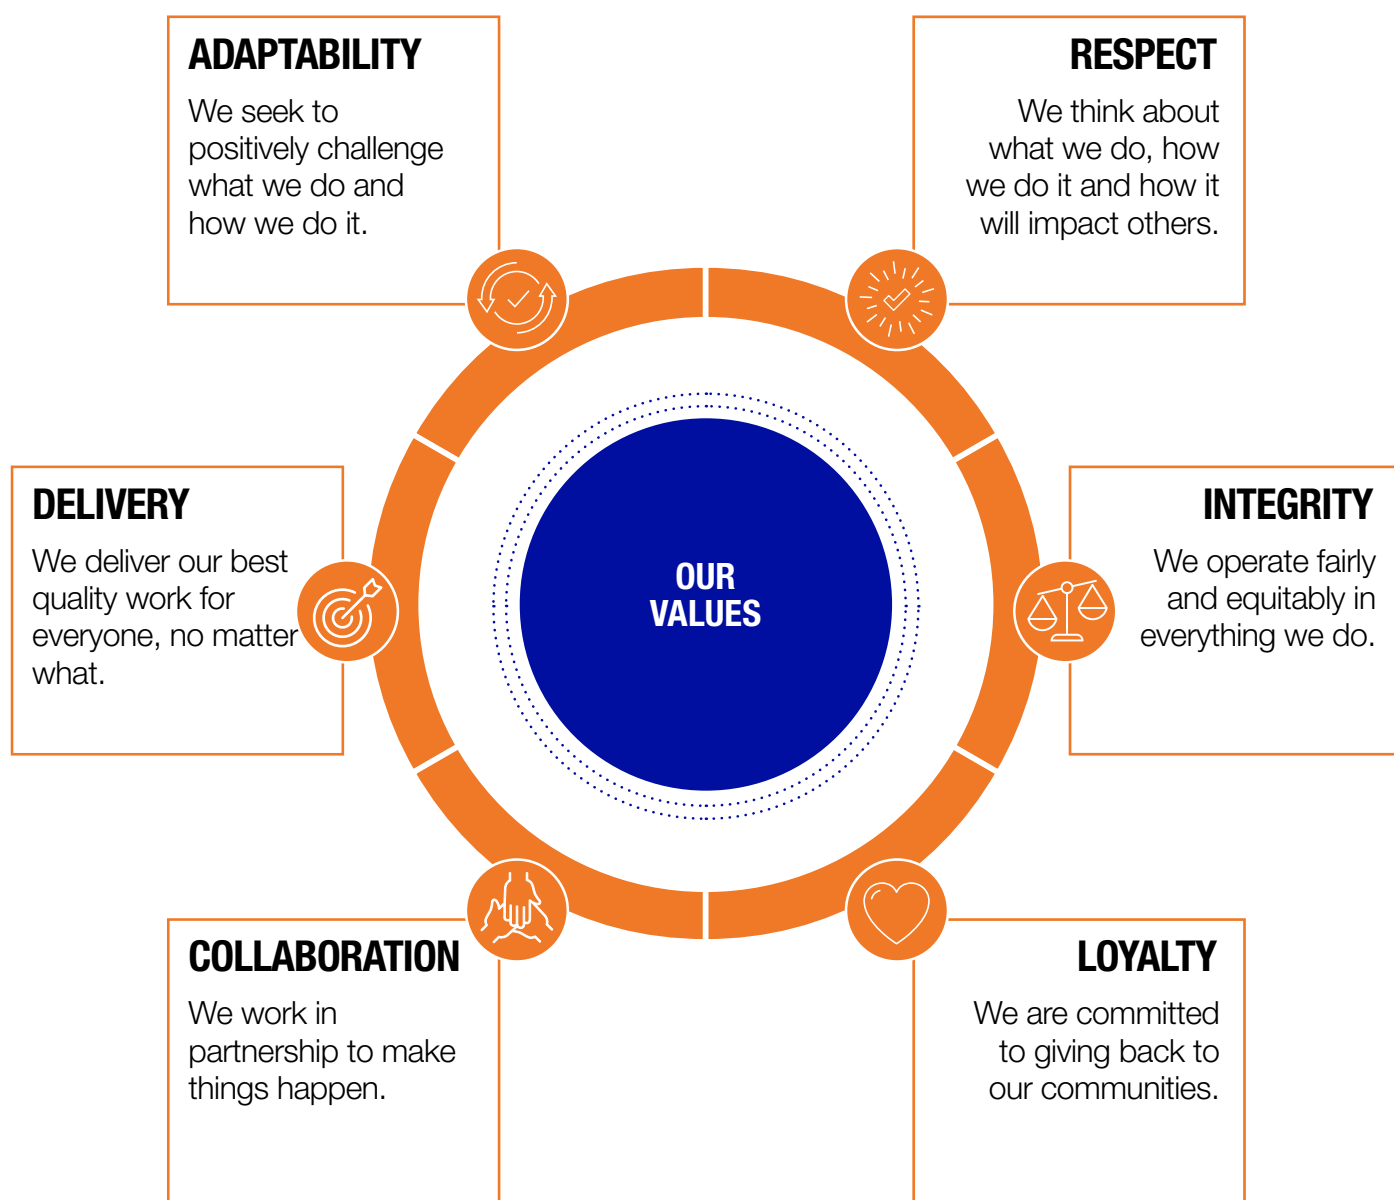 ADAPTABILITY
We seek to
positively challenge
what we do and
how we do it.
RESPECT
We think about
what we do, how
we do it and how it
will impact others.
DELIVERY
We deliver our best
quality work for
everyone, no matter
what.
OUR
VALUES
INTEGRITY
We operate fairly
and equitably in
everything we do.
COLLABORATION
We work in
partnership to make
things happen.
LOYALTY
We are committed
to giving back to
our communities.